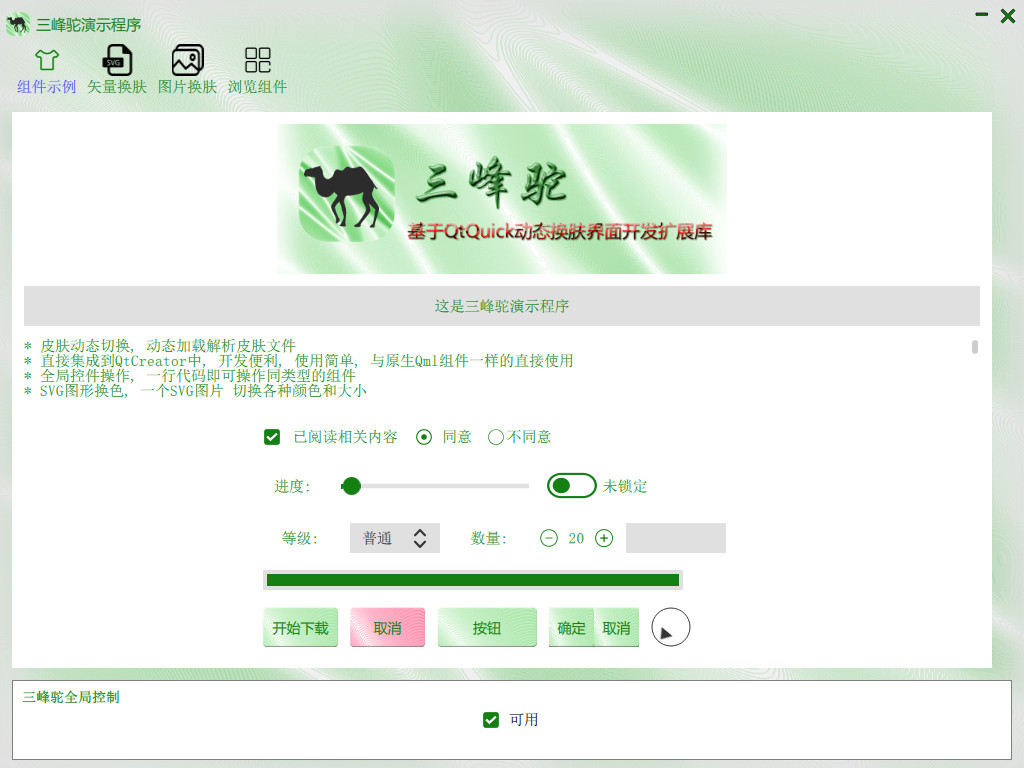 三峰驼演示程序
组件示例 矢量换肤 图片换肤 浏览组件
SVG
三峰驼
基于QtQuick动态换肤界面开发扩展库
这是三峰驼演示程序
* 皮肤动态切换, 动态加载解析皮肤文件
* 直接集成到QtCreator中, 开发便利, 使用简单, 与原生Qml组件一样的直接使用
* 全局控件操作, 一行代码即可操作同类型的组件
* SVG图形换色, 一个SVG图片 切换各种颜色和大小
已阅读相关内容 同意 不同意
进度: 未锁定
等级: 普通 数量: 20
开始下载 取消 按钮 确定 取消
三峰驼全局控制
可用